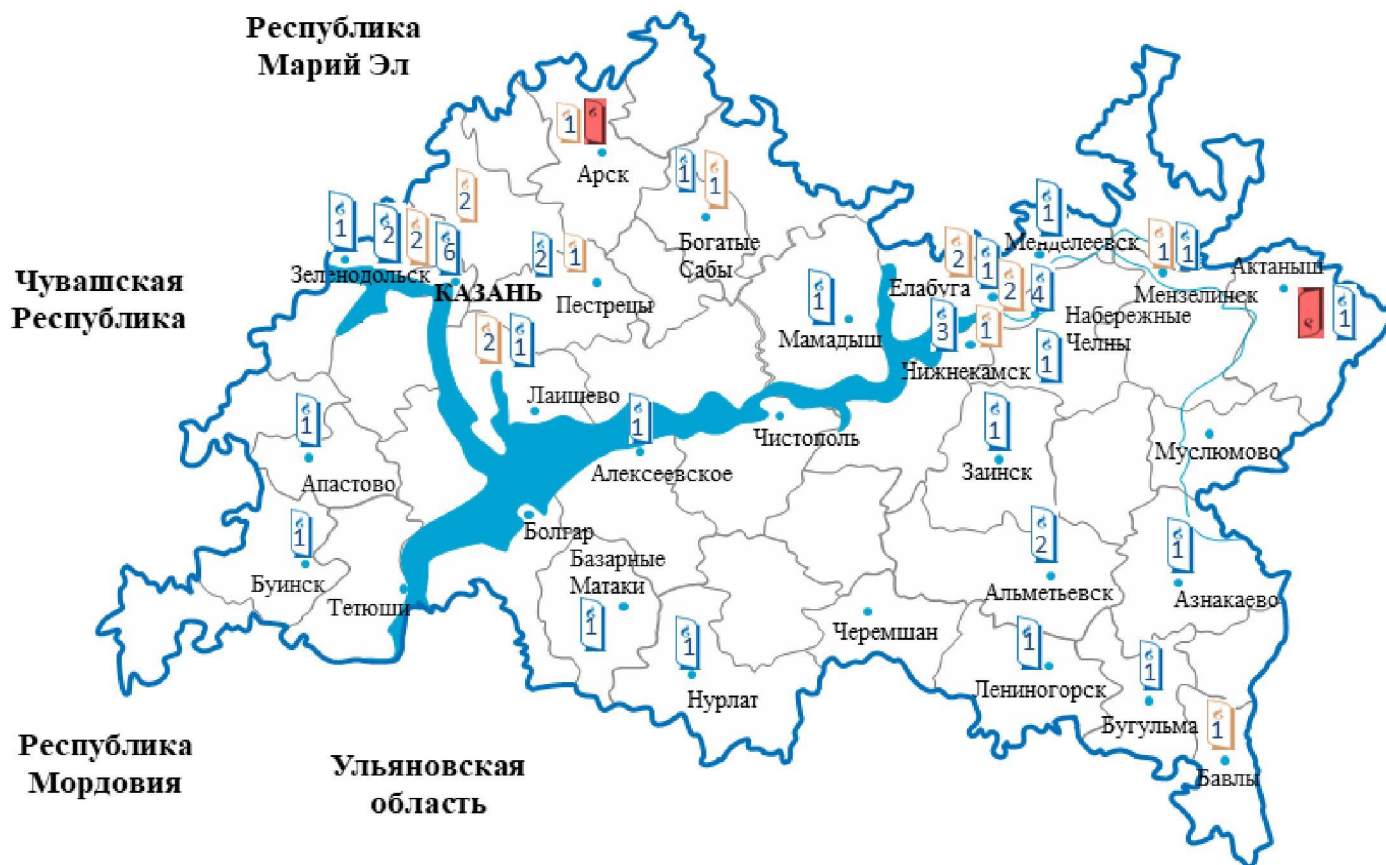 Республика
Марий Эл
1
Арск
1
1
2
Богатые
Сабы
1
2
2
6
Зеленодольск
КАЗАНЬ
2
1
Пестрецы
Чувашская
Республика
1
Мамадыш
2
1
Елабуга
2
4
1
Менделеевск
1
1
Мензелинск
Актаныш
1
Набережные
Челны
3
1
Нижнекамск
1
2
1
Лаишево
1
Апастово
1
Алексеевское
Чистополь
1
Заинск
Муслюмово
1
Буинск
Тетюши
Болгар
Базарные
Матаки
1
1
Нурлат
Черемшан
2
Альметьевск
1
Азнакаево
1
Лениногорск
1
Бугульма
1
Бавлы
Республика
Мордовия
Ульяновская
область